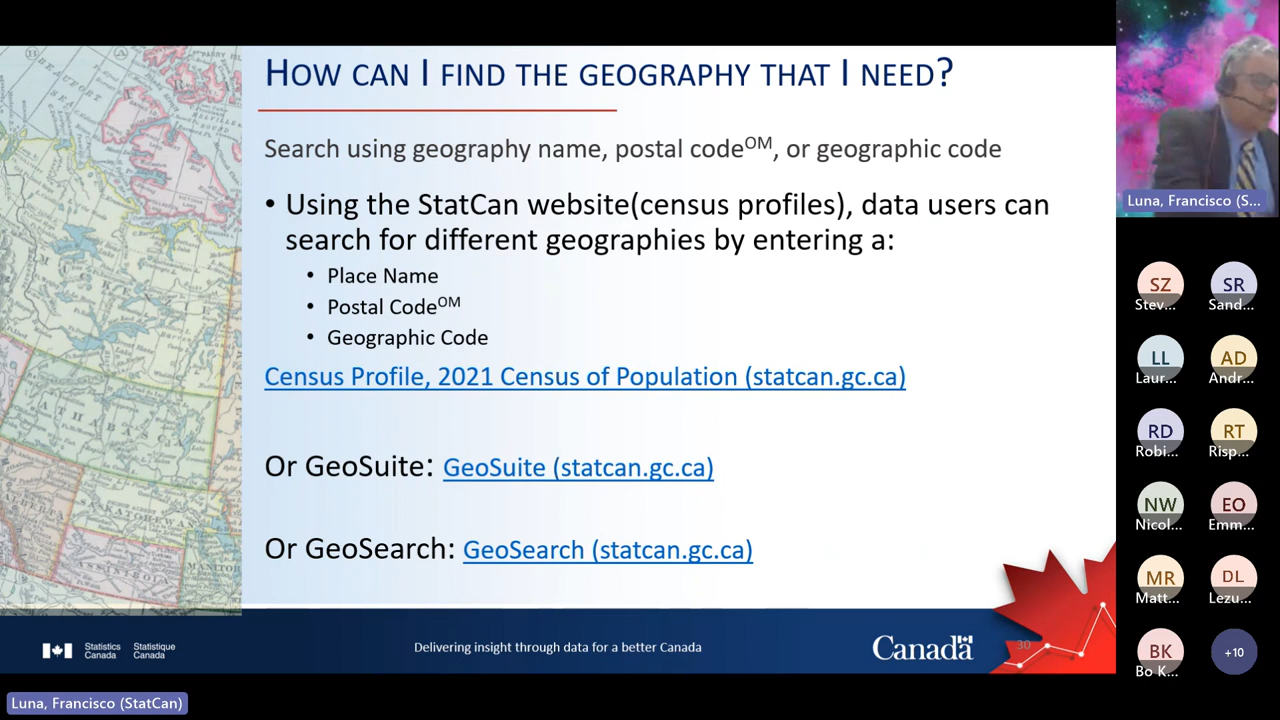 HOW CAN I FIND THE GEOGRAPHY THAT I NEED?
Search using geography name, postal codeOM, or geographic code
• Using the StatCan website(census profiles), data users can
search for different geographies by entering a:
• Place Name
• Postal CodeOM
• Geographic Code
Census Profile, 2021 Census of Population (statcan.gc.ca)
Or GeoSuite: GeoSuite (statcan.gc.ca)
Or GeoSearch: GeoSearch (statcan.gc.ca)
Statistics Canada
Statistique Canada
Delivering insight through data for a better Canada
Canada
30
Luna, Francisco (StatCan)
Luna, Francisco (S...
SZ
Stev...
SR
Sand...
LL
Laur...
AD
Andr...
RD
Robi...
RT
Risp...
NW
Nicol...
EO
Emm...
MR
Matt...
DL
Lezu...
BK
Bo K...
+10